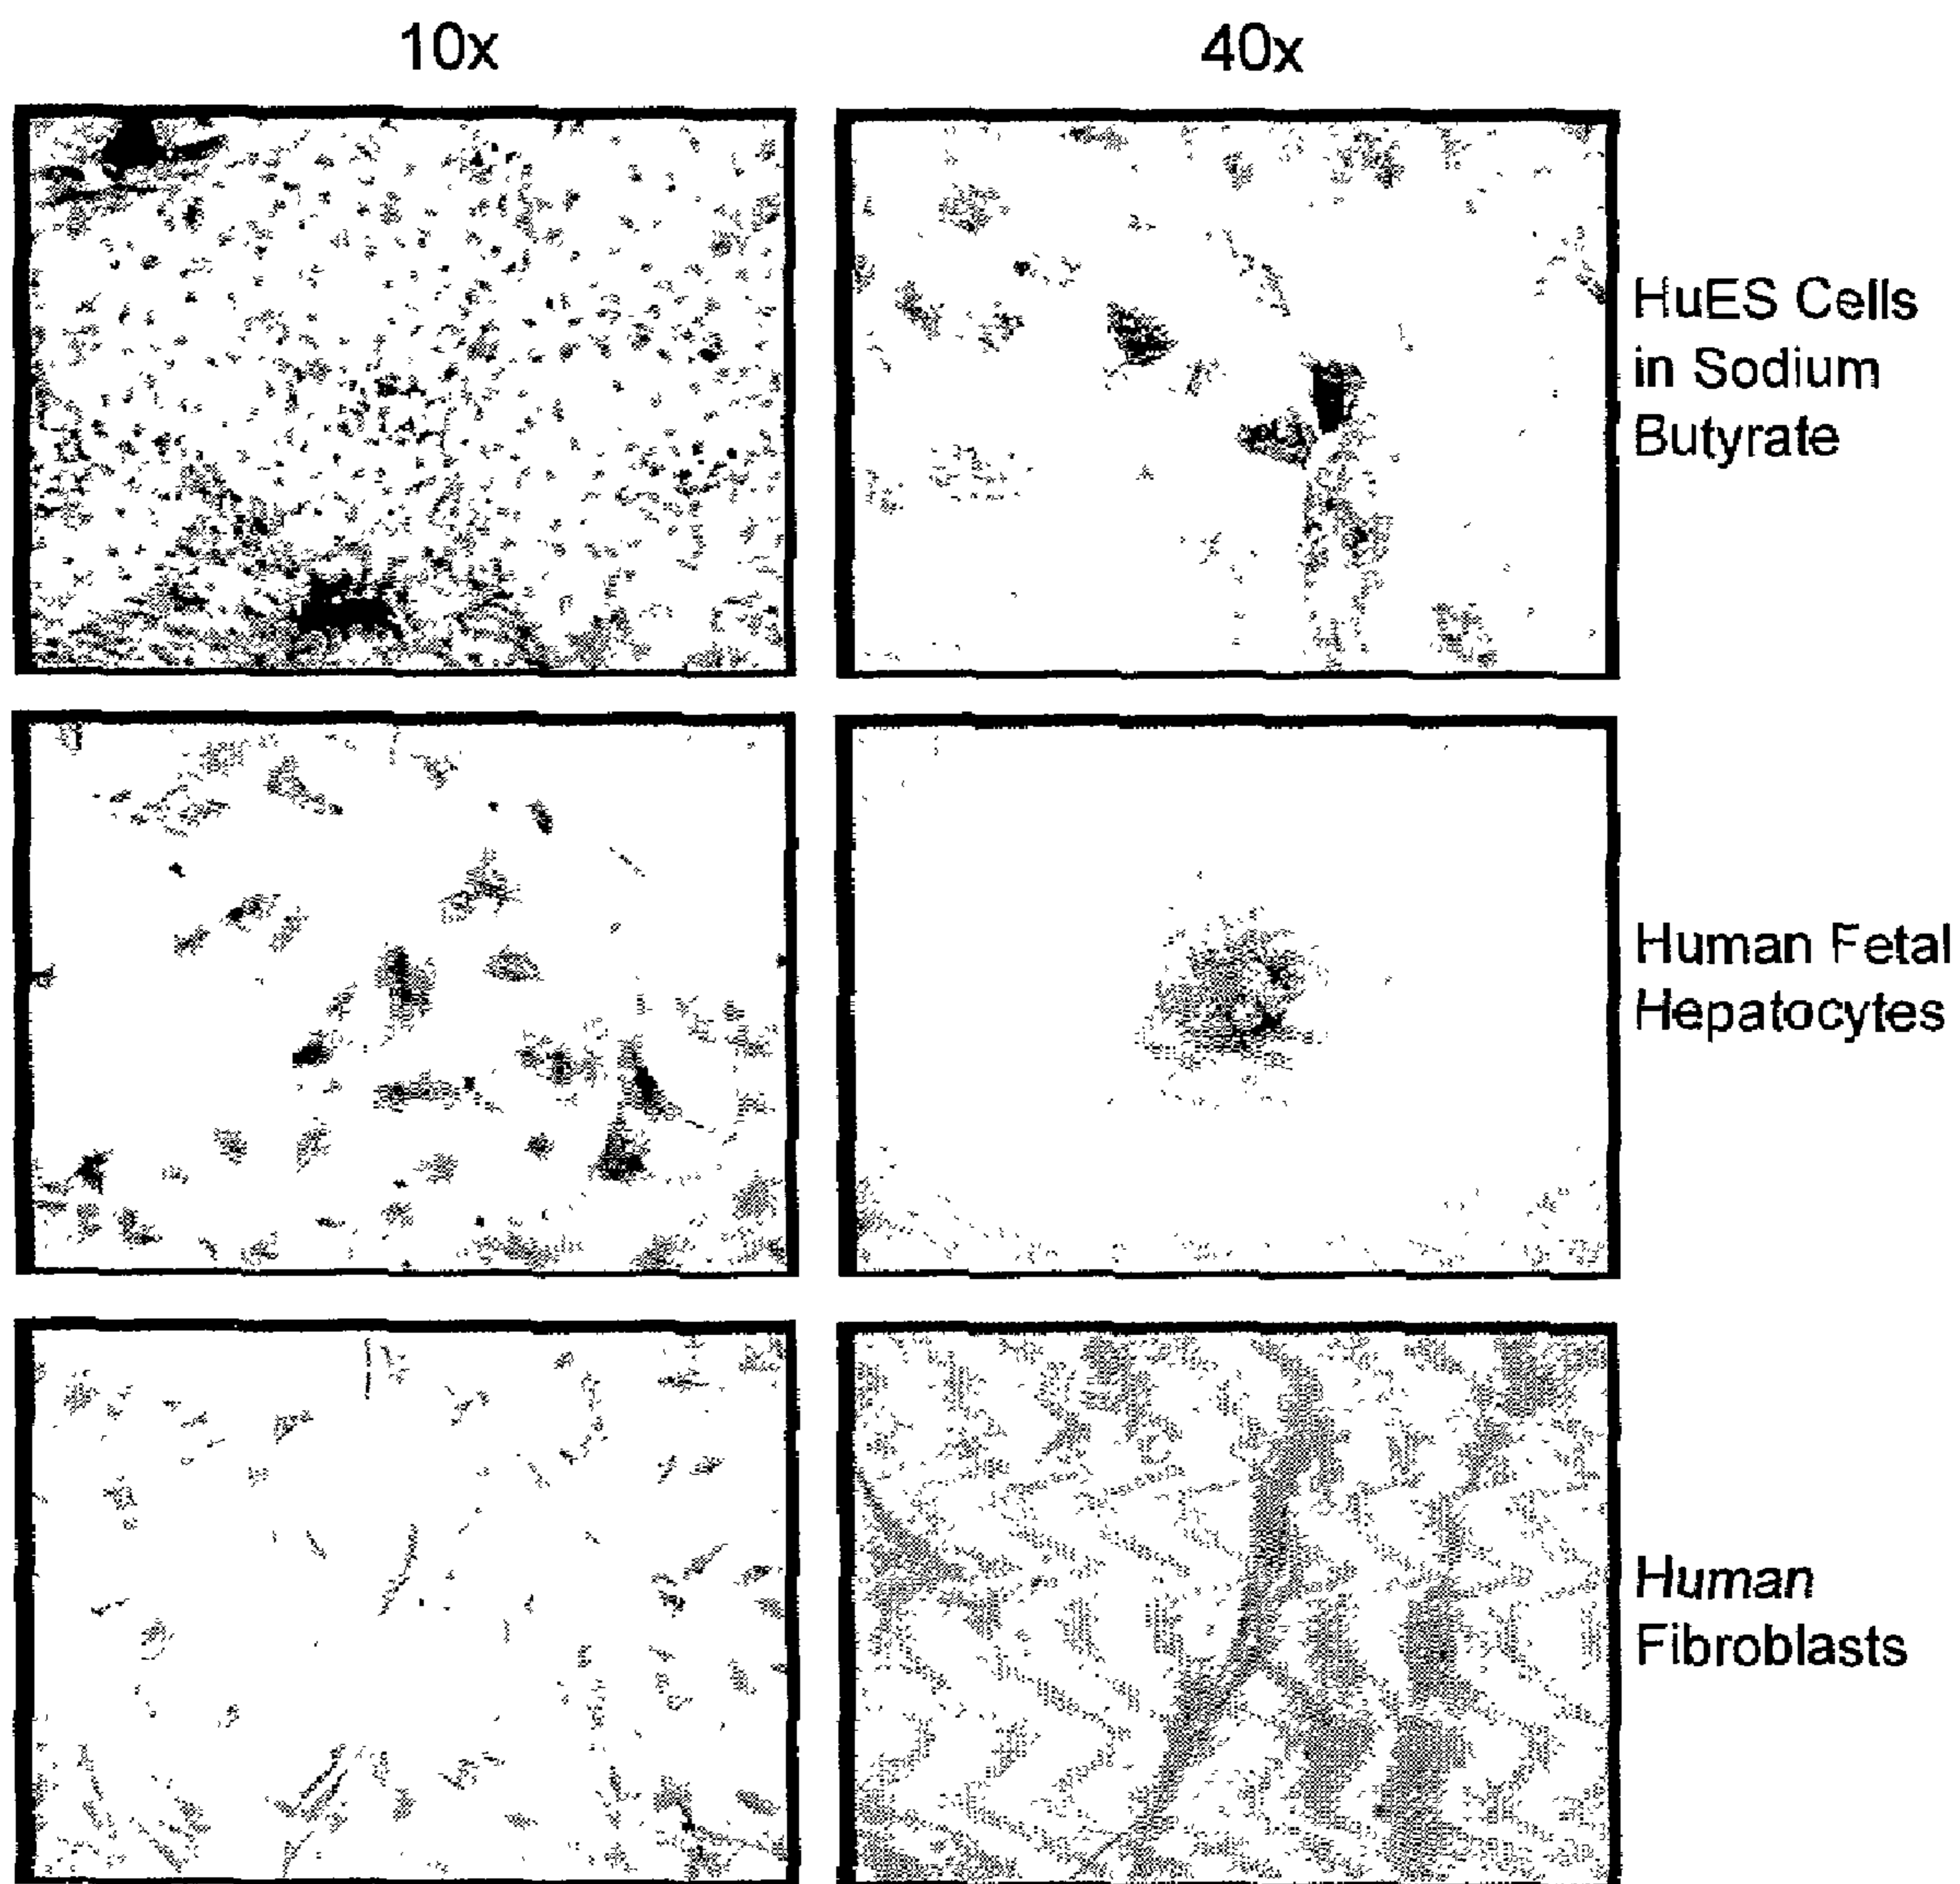 10x
40x
HuES Cells
in Sodium
Butyrate
Human Fetal
Hepatocytes
Human
Fibroblasts